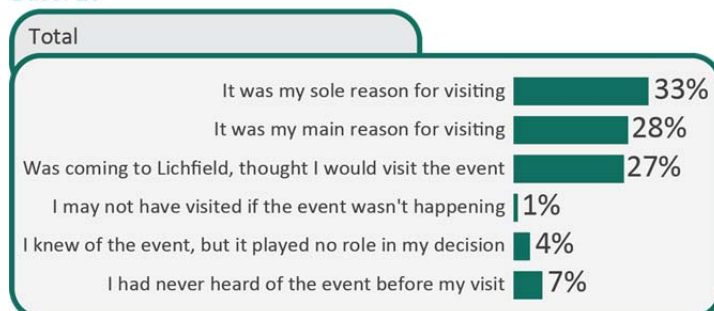 Total
It was my sole reason for visiting 33%
It was my main reason for visiting 28%
Was coming to Lichfield, thought I would visit the event 27%
I may not have visited if the event wasn't happening 1%
I knew of the event, but it played no role in my decision 4%
I had never heard of the event before my visit 7%